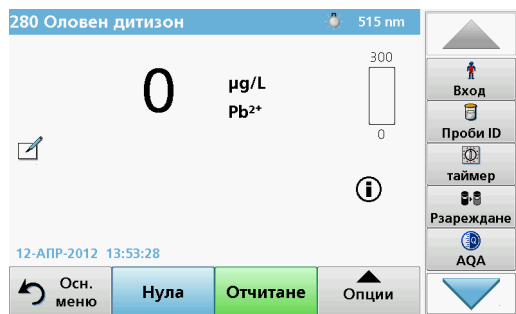 280 Оловен дитизон 515 nm
0 µg/L
Pb²⁺
300
0
12-АПР-2012 13:53:28
Осн.
меню
Нула
Отчитане
Опции
Вход
Проби ID
таймер
Рзареждане
AQA